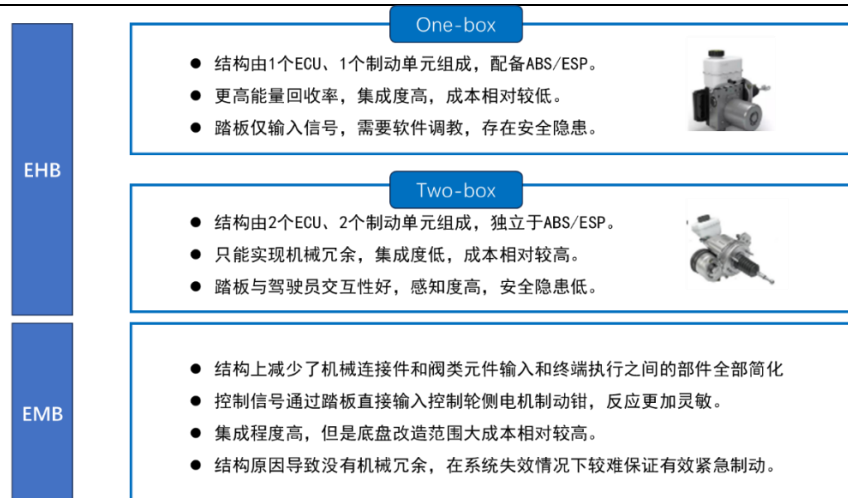 One-box
● 结构由1个ECU、1个制动单元组成，配备ABS/ESP。
● 更高能量回收率，集成度高，成本相对较低。
● 踏板仅输入信号，需要软件调教，存在安全隐患。
EHB
Two-box
● 结构由2个ECU、2个制动单元组成，独立于ABS/ESP。
● 只能实现机械冗余，集成度低，成本相对较高。
● 踏板与驾驶员交互性好，感知度高，安全隐患低。
EMB
● 结构上减少了机械连接件和阀类元件输入和终端执行之间的部件全部简化
● 控制信号通过踏板直接输入控制轮侧电机制动钳，反应更加灵敏。
● 集成程度高，但是底盘改造范围大成本相对较高。
● 结构原因导致没有机械冗余，在系统失效情况下较难保证有效紧急制动。